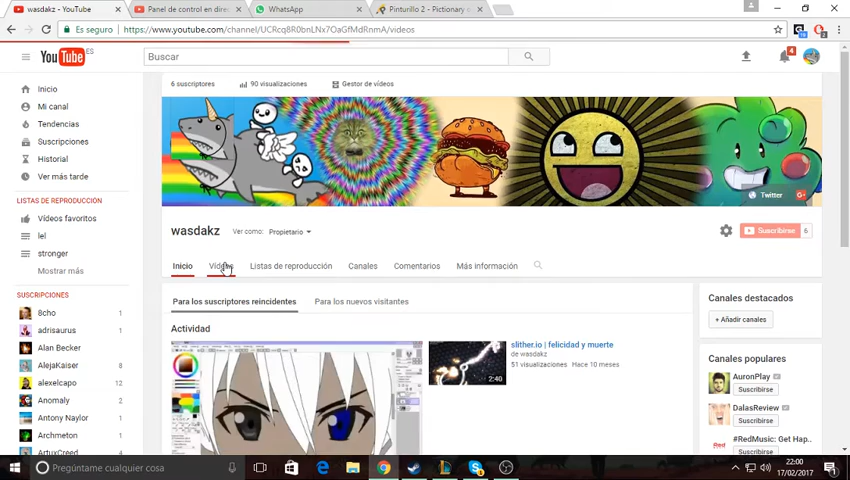 wasdakz - YouTube
Panel de control en dire
WhatsApp
Pinturillo 2 - Pictionary o
Es seguro
https://www.youtube.com/channel/UCRcq8R0bnLNx7OaGfMdRnmA/videos
YouTube ES
Buscar
4
6 suscriptores
90 visualizaciones
Gestor de vídeos
Inicio
Mi canal
Tendencias
Suscripciones
Historial
Ver más tarde
LISTAS DE REPRODUCCIÓN
Vídeos favoritos
lel
stronger
Mostrar más
SUSCRIPCIONES
8cho 1
adrisaurus 1
Alan Becker
AlejaKaiser 8
alexelcapo 12
Anomaly 2
Antony Naylor 1
Archmeton 1
ArtuxCreed
Twitter
wasdakz
Ver como:
Propietario
Suscribirse 6
Inicio
Vídeos
Listas de reproducción
Canales
Comentarios
Más información
Para los suscriptores reincidentes
Para los nuevos visitantes
Actividad
2:40
slither.io | felicidad y muerte
de wasdakz
51 visualizaciones Hace 10 meses
Canales destacados
+ Añadir canales
Canales populares
AuronPlay
Suscribirse
DalasReview
Suscribirse
#RedMusic: Get Hap...
Suscribirse
Pregúntame cualquier cosa
22:00
17/02/2017